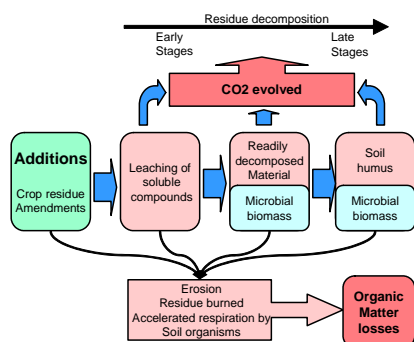 Residue decomposition
Early
Stages
Late
Stages
CO2 evolved
Additions
Crop residue
Amendments
Leaching of
soluble
compounds
Readily
decomposed
Material
Microbial
biomass
Soil
humus
Microbial
biomass
Erosion
Residue burned
Accelerated respiration by
Soil organisms
Organic
Matter
losses